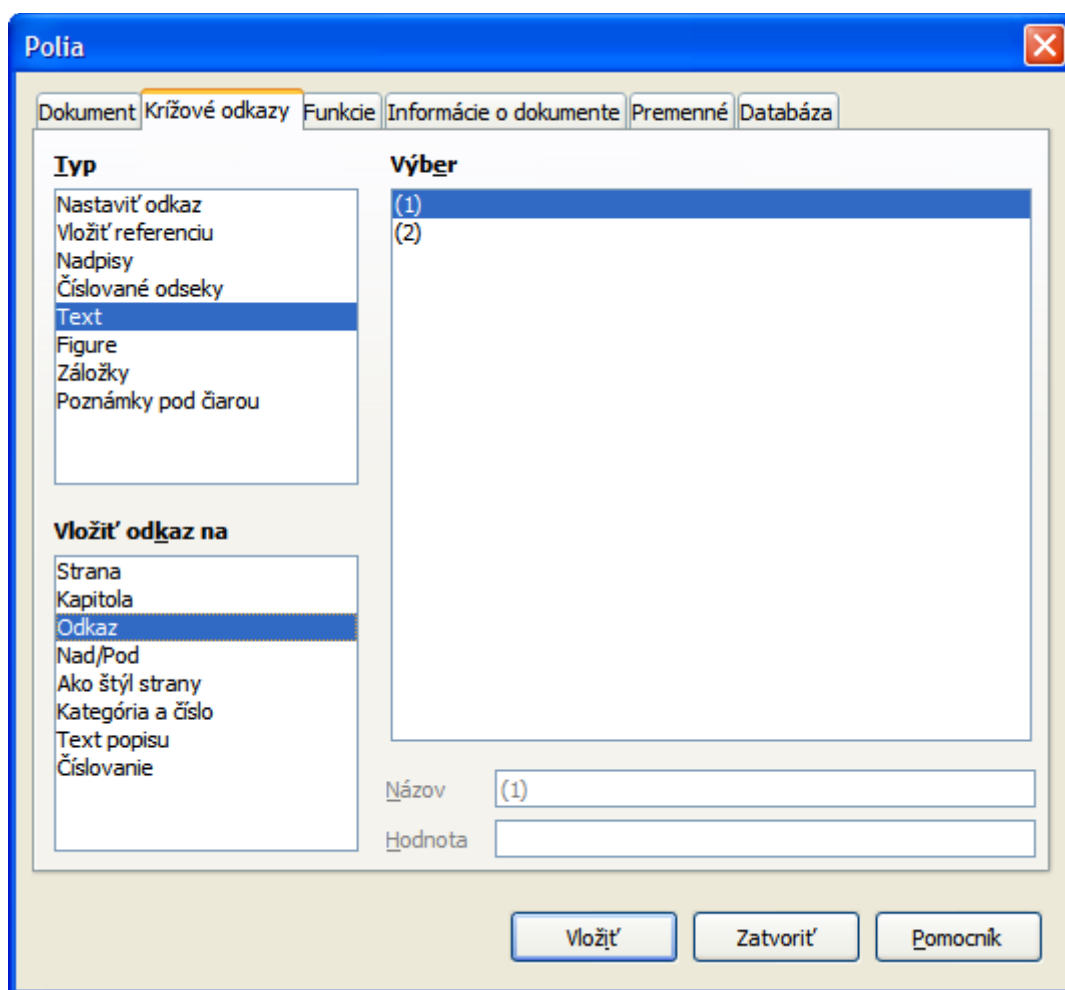 Polia
Dokument Krížové odkazy Funkcie Informácie o dokumente Premenné Databáza
Typ
Nastaviť odkaz
Vložiť referenciu
Nadpisy
Číslované odseky
Text
Figure
Záložky
Poznámky pod čiarou
Vložiť odkaz na
Strana
Kapitola
Odkaz
Nad/Pod
Ako štýl strany
Kategória a číslo
Text popisu
Číslovanie
Výber
(1)
(2)
Názov (1)
Hodnota
Vložiť Zatvoriť Pomocník